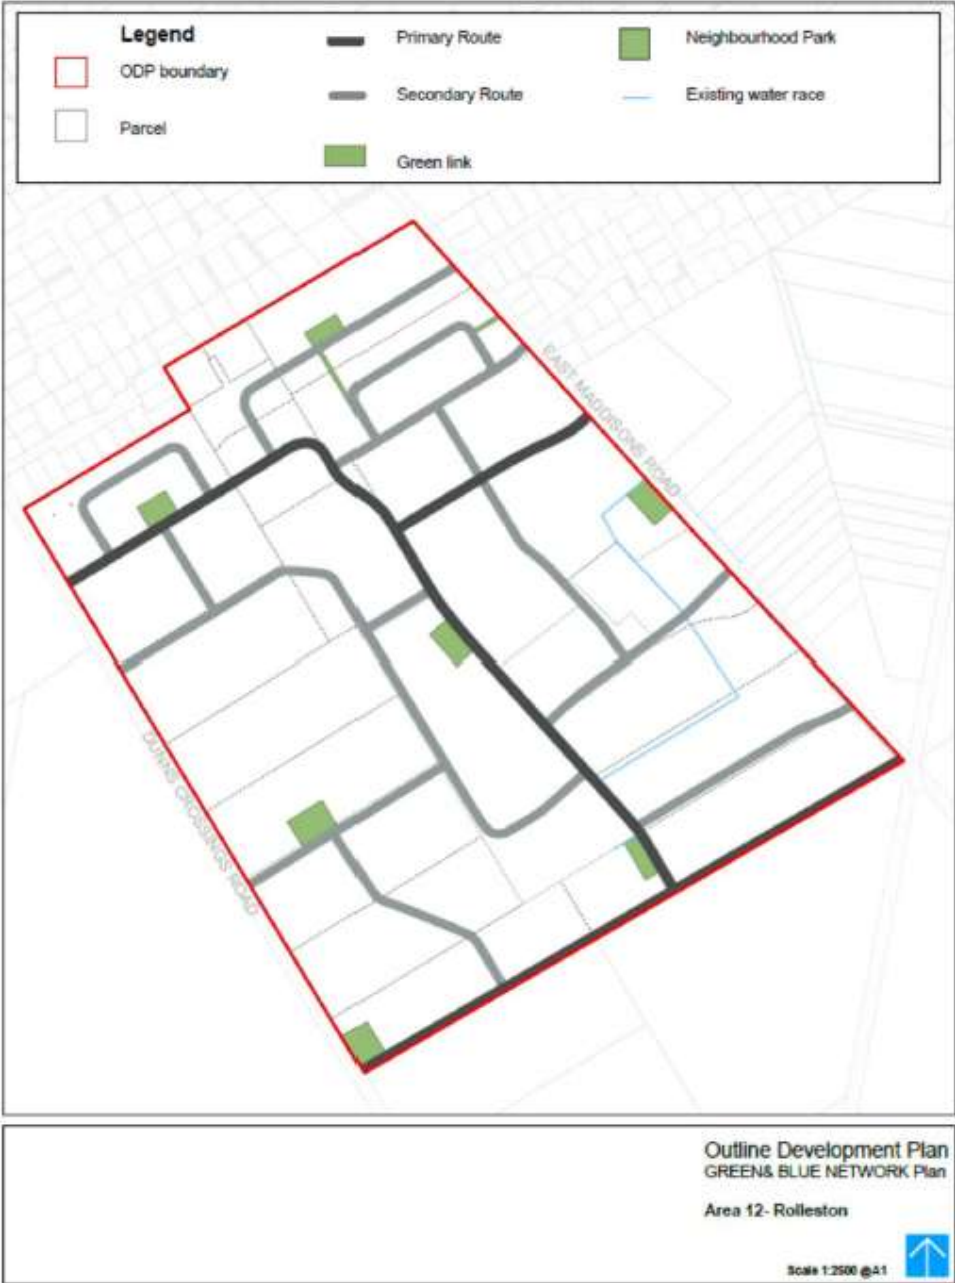 Legend
ODP boundary
Parcel
Primary Route
Secondary Route
Green link
Neighbourhood Park
Existing water race
EAST MADDISONS ROAD
DUNNS CROSSINGS ROAD
Outline Development Plan
GREEN& BLUE NETWORK Plan
Area 12- Rolleston
Scale 1:2500 @A1